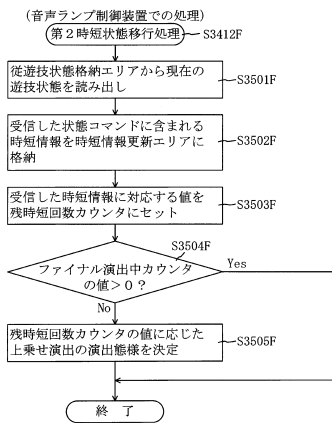 (音声ランプ制御装置での処理)
第2時短状態移行処理
S3412F
従遊技状態格納エリアから現在の
遊技状態を読み出し
S3501F
受信した状態コマンドに含まれる
時短情報を時短情報更新エリアに
格納
S3502F
受信した時短情報に対応する値を
残時短回数カウンタにセット
S3503F
S3504F
ファイナル演出中カウンタ
の値>0?
Yes
No
残時短回数カウンタの値に応じた
上乗せ演出の演出態様を決定
S3505F
終 了